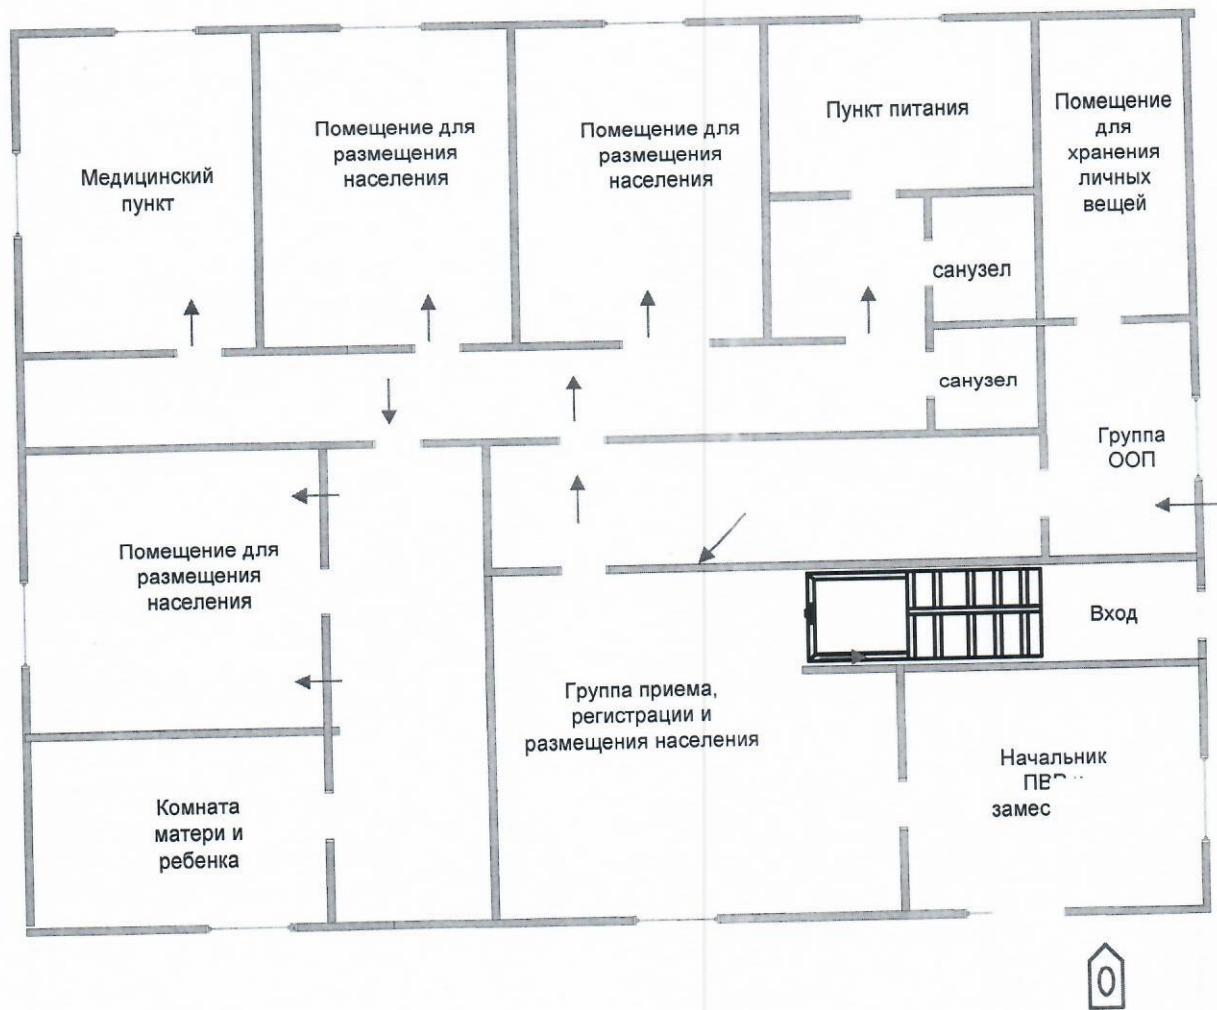 Медицинский
пункт
Помещение для
размещения
населения
Помещение для
размещения
населения
Пункт питания
Помещение
для
хранения
личных
вещей
санузел
санузел
Группа
ООП
Помещение для
размещения
населения
Вход
Группа приема,
регистрации и
размещения населения
Начальник
замес
Комната
матери и
ребенка